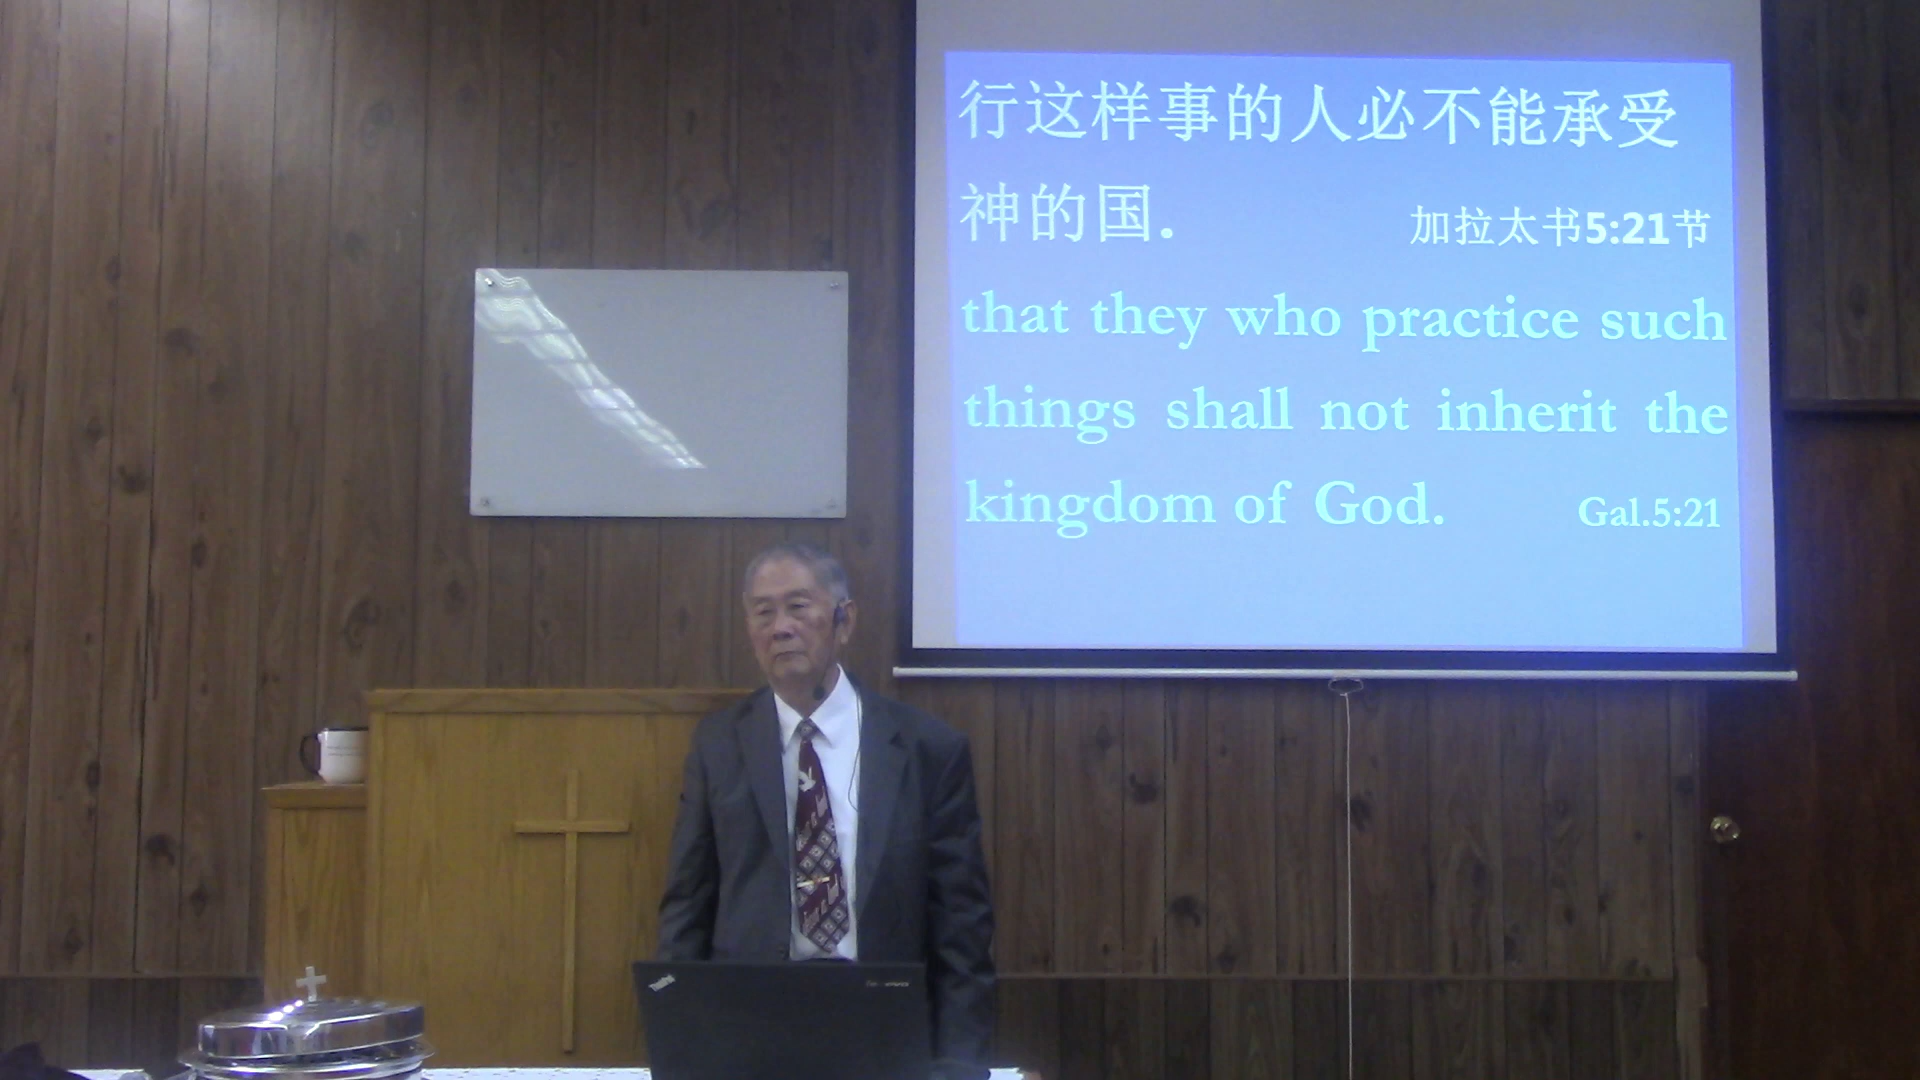 行这样事的人必不能承受
神的国. 加拉太书5:21节
that they who practice such
things shall not inherit the
kingdom of God. Gal.5:21
ThinkPad